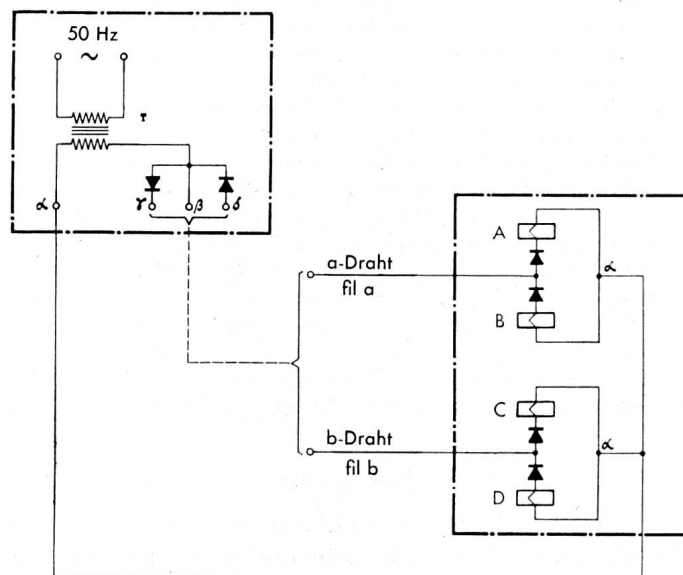 50 Hz
~
T
α
γ β δ
a-Draht
fil a
A
α
B
b-Draht
fil b
C
α
D